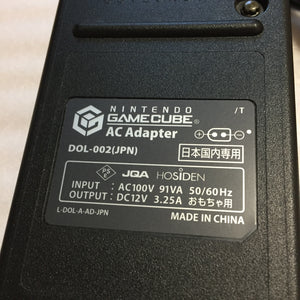 NINTENDO
GAMECUBE®
AC Adapter
/T
DOL-002(JPN)
日本国内専用
PS
E
JQA HOSIDEN
INPUT : AC100V 91VA 50/60Hz
OUTPUT : DC12V 3.25A おもちゃ用
L-DOL-A-AD-JPN
MADE IN CHINA